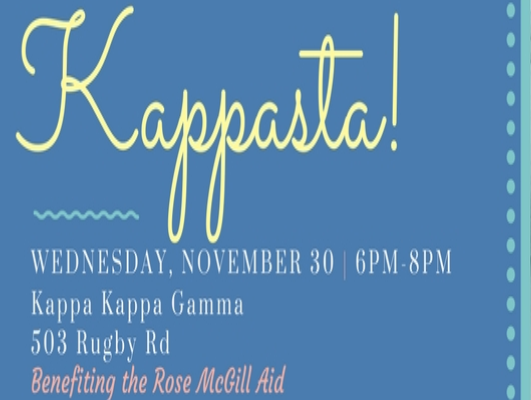 Kappasta!
WEDNESDAY, NOVEMBER 30 | 6PM-8PM
Kappa Kappa Gamma
503 Rugby Rd
Benefiting the Rose McGill Aid